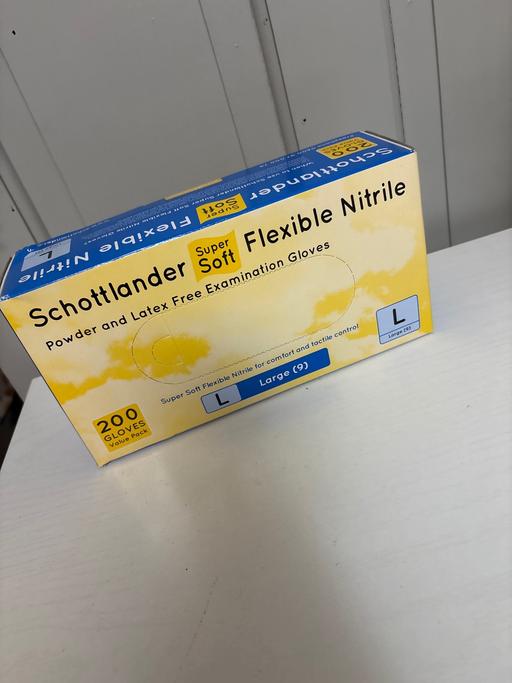 Schottlander Super Soft Flexible Nitrile
Powder and Latex Free Examination Gloves
Super Soft Flexible Nitrile for comfort and tactile control
L Large (9)
L
Large (9)
200
GLOVES
Value Pack
Schottlander Super Soft Flexible Nitrile
200
GLOVES
L